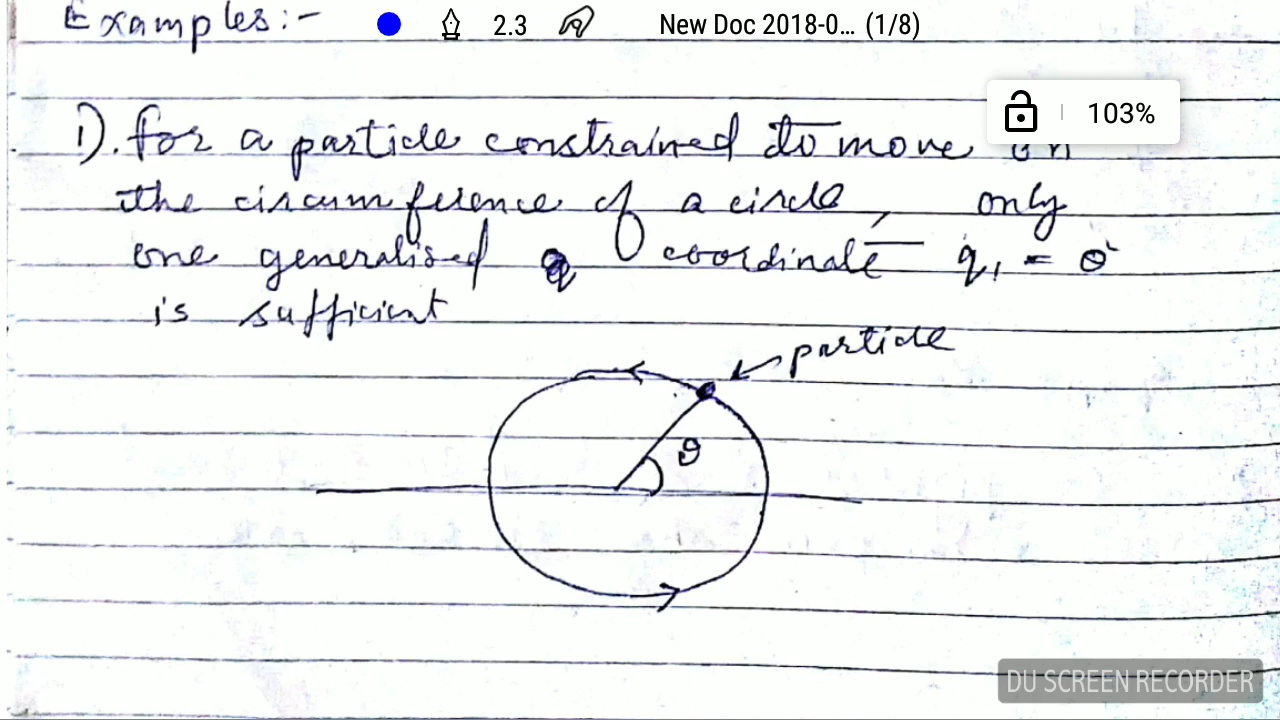 Examples:-
2.3
New Doc 2018-0... (1/8)
103%
1). for a particle constrained to move on
the circumference of a circle, only
one generalised q coordinate q1 = θ
is sufficient
particle
θ
DU SCREEN RECORDER